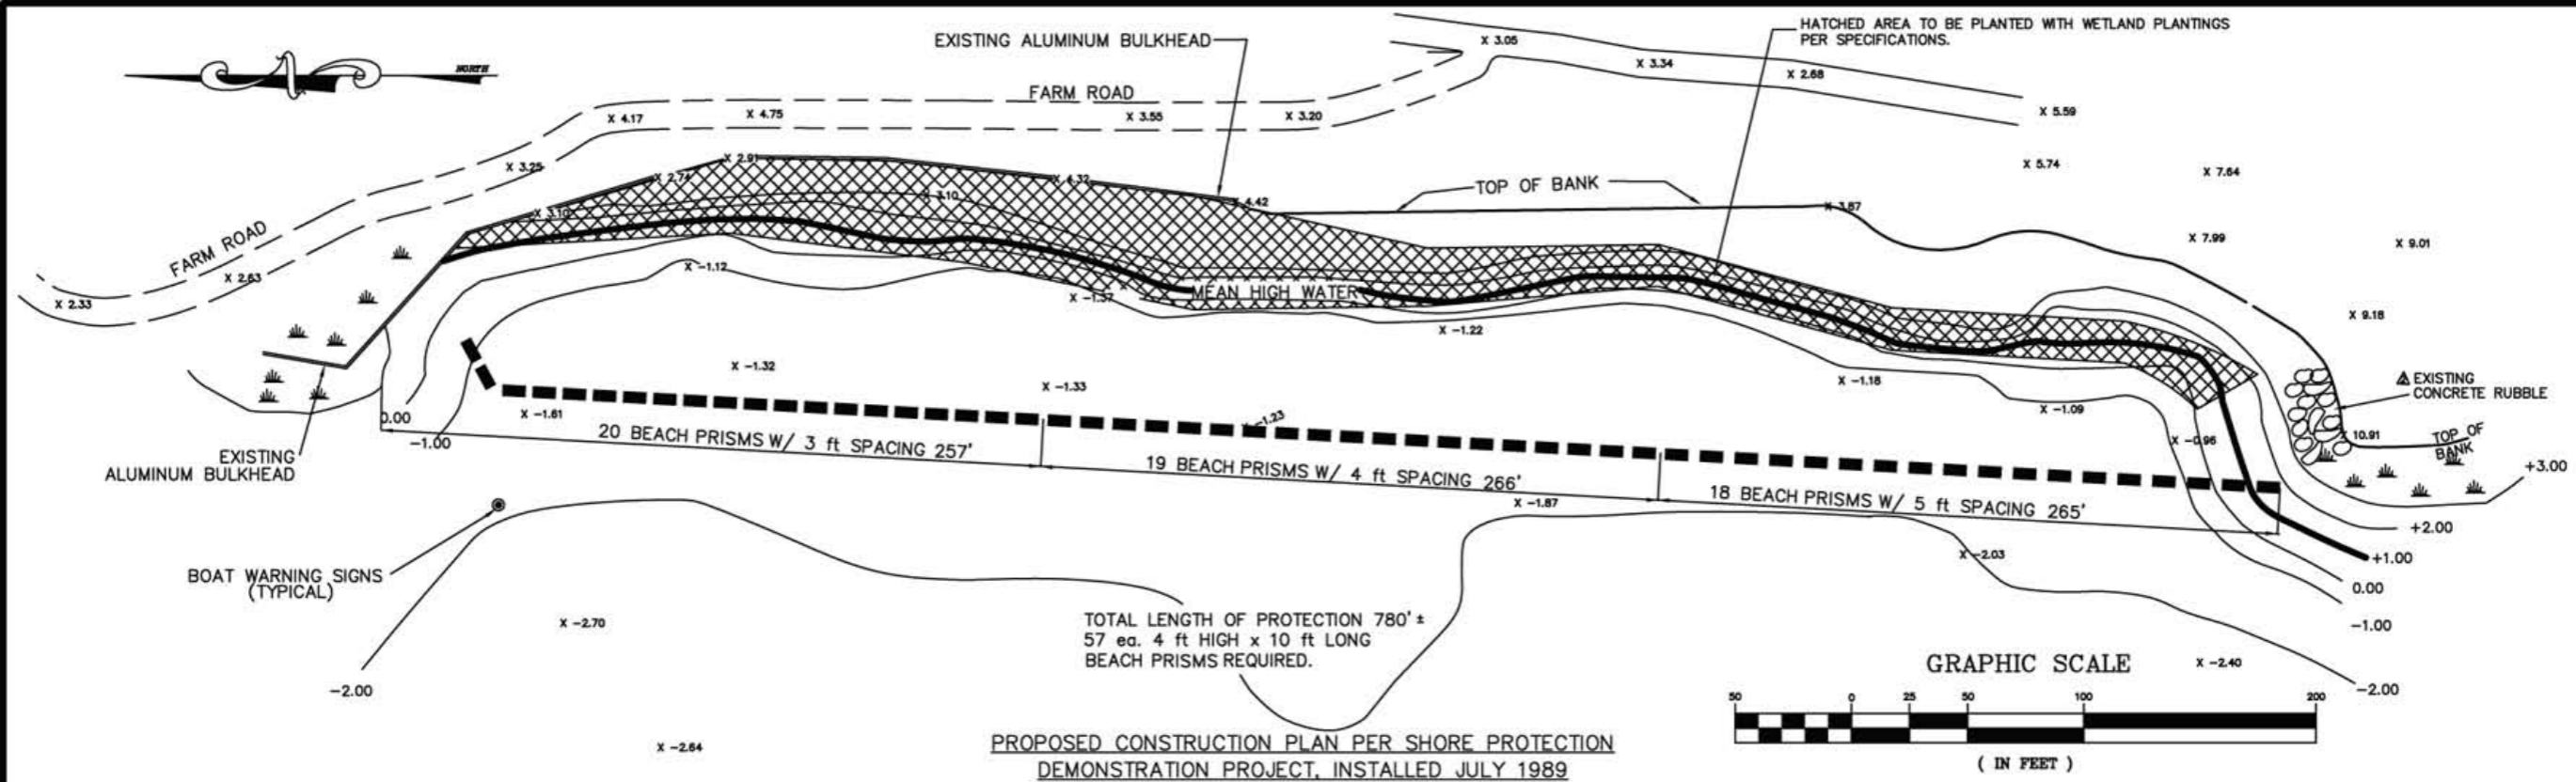 NORTH
EXISTING ALUMINUM BULKHEAD
HATCHED AREA TO BE PLANTED WITH WETLAND PLANTINGS
PER SPECIFICATIONS.
X 3.05
X 3.34
X 2.68
X 5.59
FARM ROAD
X 4.17
X 4.75
X 3.55
X 3.20
X 3.25
X 2.91
X 2.74
X 4.32
X 3.10
X 3.10
X 4.42
TOP OF BANK
X 3.87
X 5.74
X 7.64
X 7.99
X 9.01
X 9.18
FARM ROAD
X 2.63
X 2.33
X -1.12
X -1.37
MEAN HIGH WATER
X -1.22
X -1.32
X -1.33
X -1.18
X -1.09
X -0.96
EXISTING
CONCRETE RUBBLE
X 10.91
TOP OF
BANK
+3.00
+2.00
+1.00
0.00
-1.00
-2.00
0.00
-1.00
X -1.61
X -1.23
20 BEACH PRISMS W/ 3 ft SPACING 257'
19 BEACH PRISMS W/ 4 ft SPACING 266'
18 BEACH PRISMS W/ 5 ft SPACING 265'
EXISTING
ALUMINUM BULKHEAD
X -1.87
X -2.03
BOAT WARNING SIGNS
(TYPICAL)
X -2.70
-2.00
X -2.64
TOTAL LENGTH OF PROTECTION 780' ±
57 ea. 4 ft HIGH x 10 ft LONG
BEACH PRISMS REQUIRED.
X -2.40
GRAPHIC SCALE
50 0 25 50 100 200
( IN FEET )
PROPOSED CONSTRUCTION PLAN PER SHORE PROTECTION
DEMONSTRATION PROJECT, INSTALLED JULY 1989